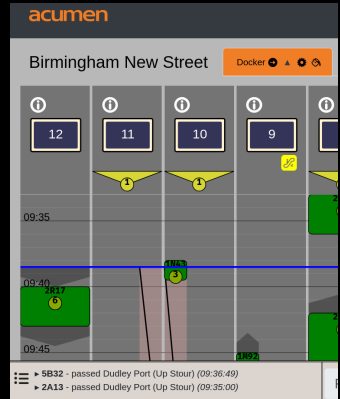 acumen
Birmingham New Street
Docker
12
11
10
9
1
1
09:35
1N43
3
09:40
2R17
6
09:45
1M92
5B32 - passed Dudley Port (Up Stour) (09:36:49)
2A13 - passed Dudley Port (Up Stour) (09:35:00)